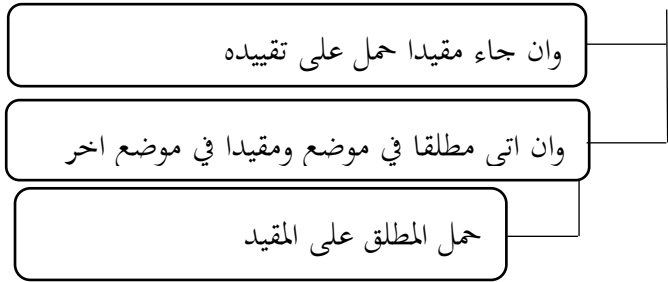 وان جاء مقيدا حمل على تقييده
وان اتى مطلقا في موضع ومقيدا في موضع اخر
حمل المطلق على المقيد